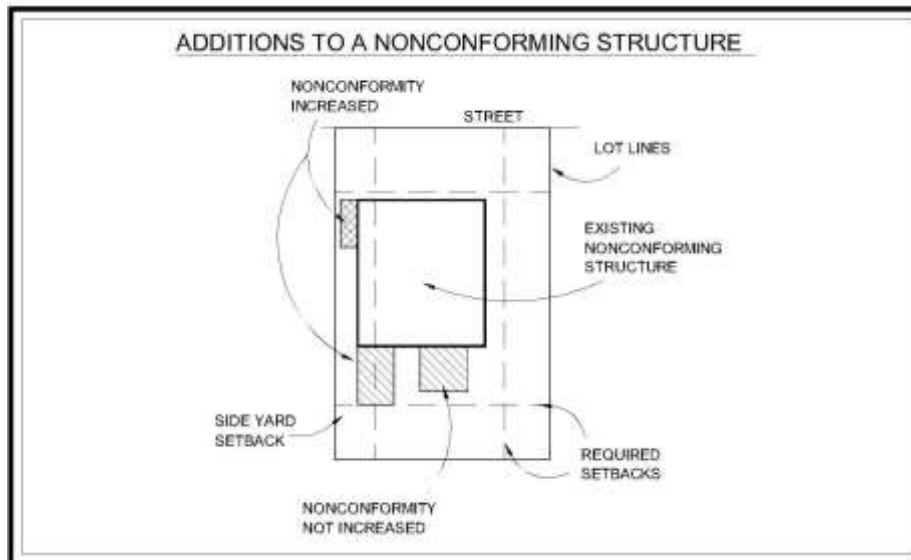 ADDITIONS TO A NONCONFORMING STRUCTURE
NONCONFORMITY
INCREASED
STREET
LOT LINES
EXISTING
NONCONFORMING
STRUCTURE
SIDE YARD
SETBACK
REQUIRED
SETBACKS
NONCONFORMITY
NOT INCREASED